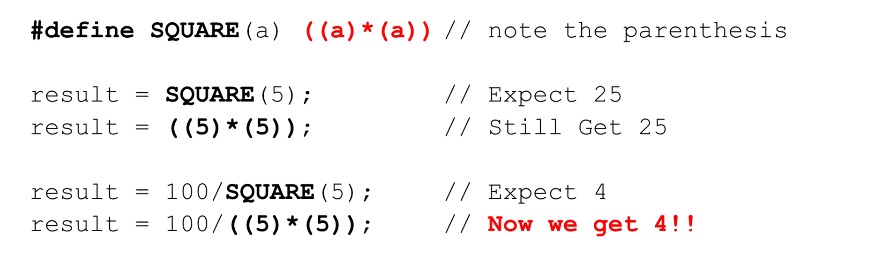 #define SQUARE(a) ((a)*(a)) // note the parenthesis
result = SQUARE(5); // Expect 25
result = ((5)*(5)); // Still Get 25
result = 100/SQUARE(5); // Expect 4
result = 100/((5)*(5)); // Now we get 4!!